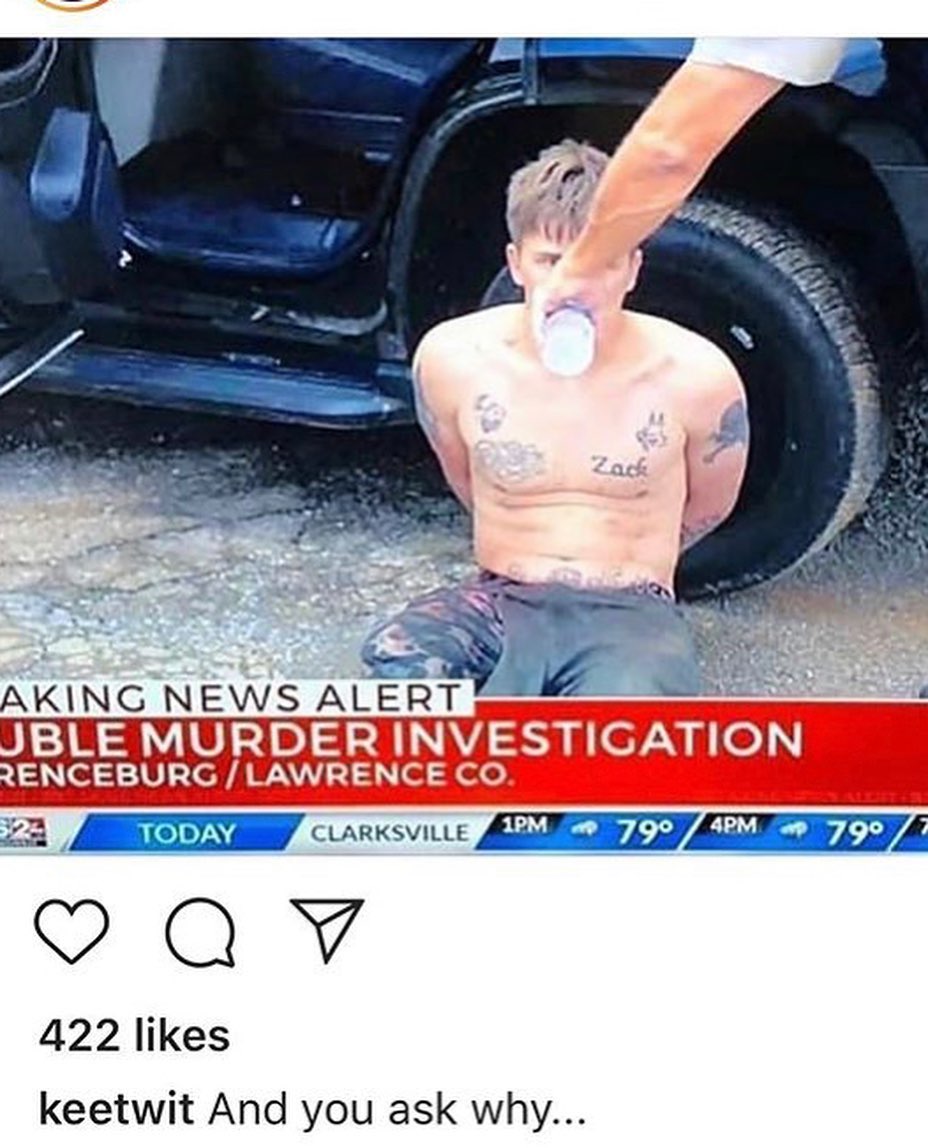 Zack
AKING NEWS ALERT
UBLE MURDER INVESTIGATION
RENCEBURG/LAWRENCE CO.
TODAY CLARKSVILLE 1PM 79° 4PM 79° 7
422 likes
keetwit And you ask why...